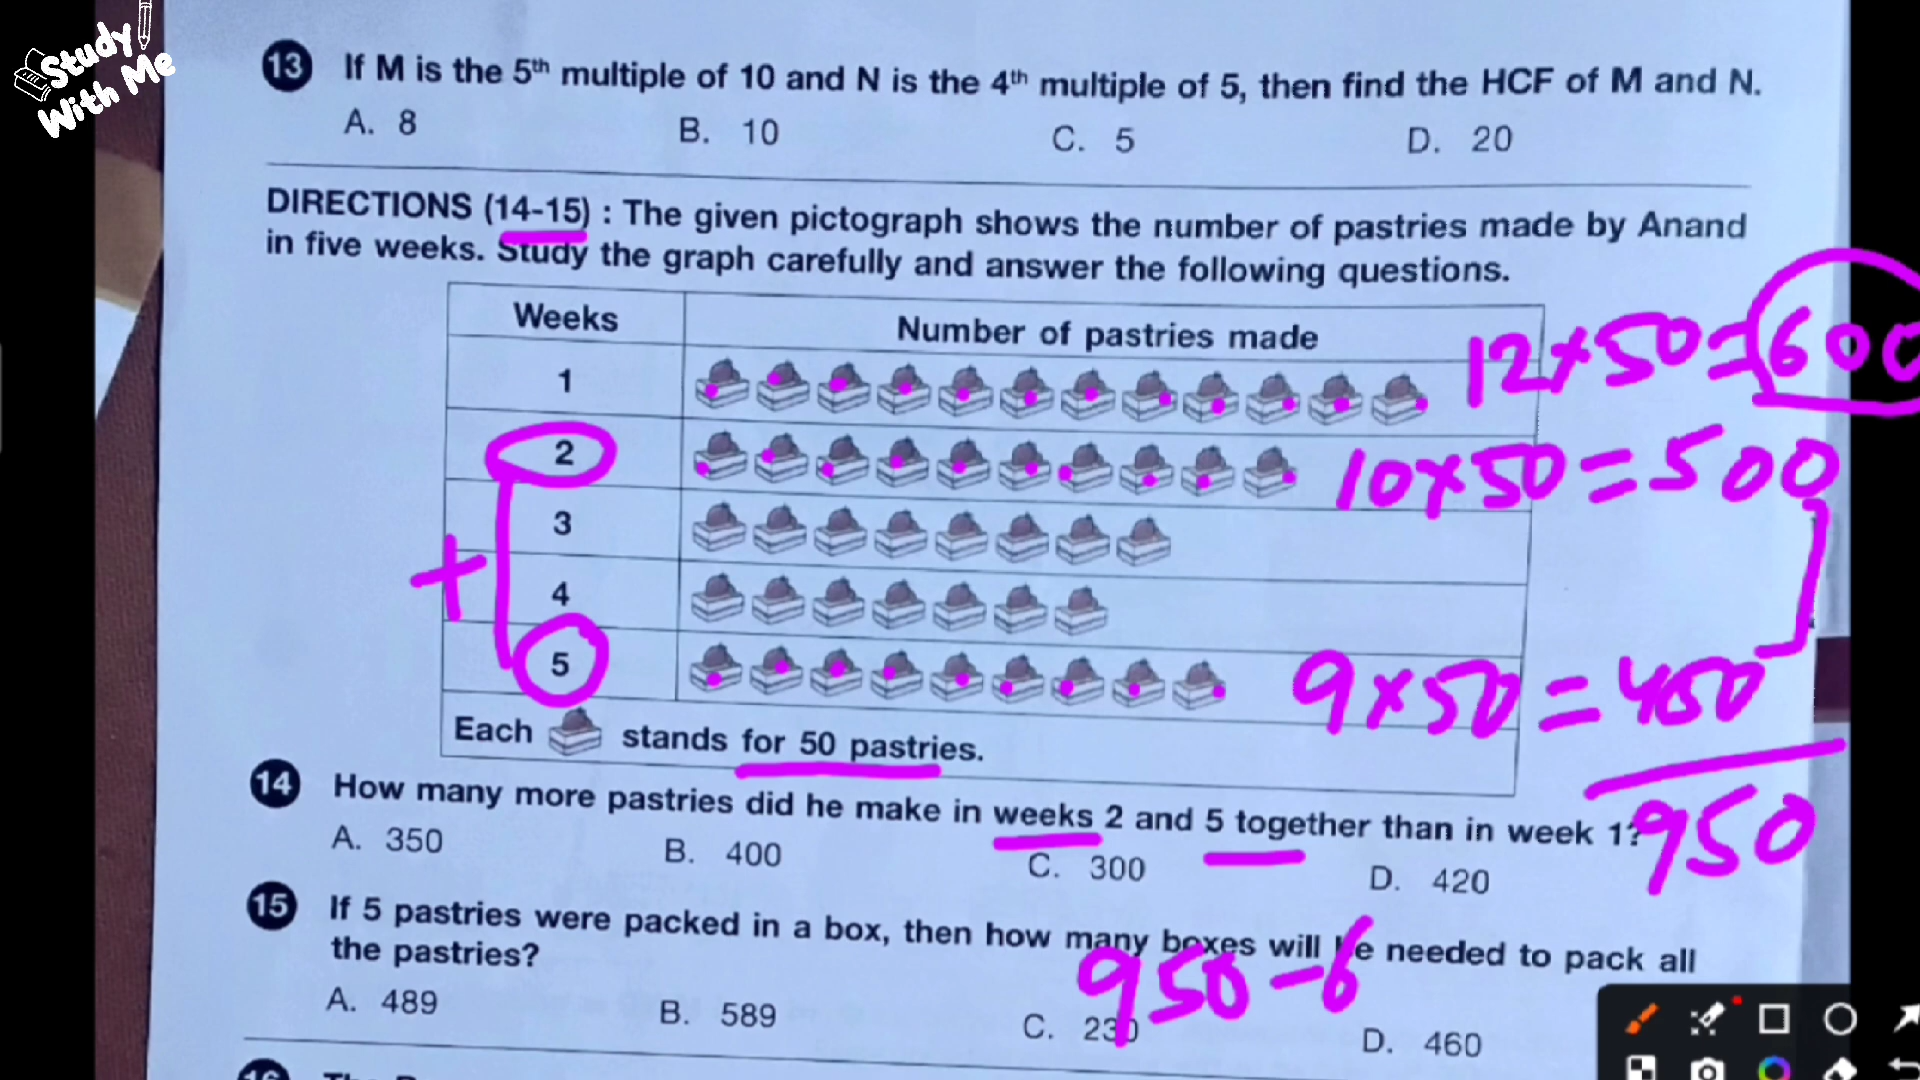 Study
With Me
13 If M is the 5th multiple of 10 and N is the 4th multiple of 5, then find the HCF of M and N.
A. 8 B. 10 C. 5 D. 20
DIRECTIONS (14-15) : The given pictograph shows the number of pastries made by Anand
in five weeks. Study the graph carefully and answer the following questions.
Weeks Number of pastries made
1 12×50=600
2 10×50=500
3
+
4
5 9×50=450
Each stands for 50 pastries.
950
14 How many more pastries did he make in weeks 2 and 5 together than in week 1?
A. 350 B. 400 C. 300 D. 420
15 If 5 pastries were packed in a box, then how many boxes will be needed to pack all
the pastries?
950-6
A. 489 B. 589 C. 230 D. 460